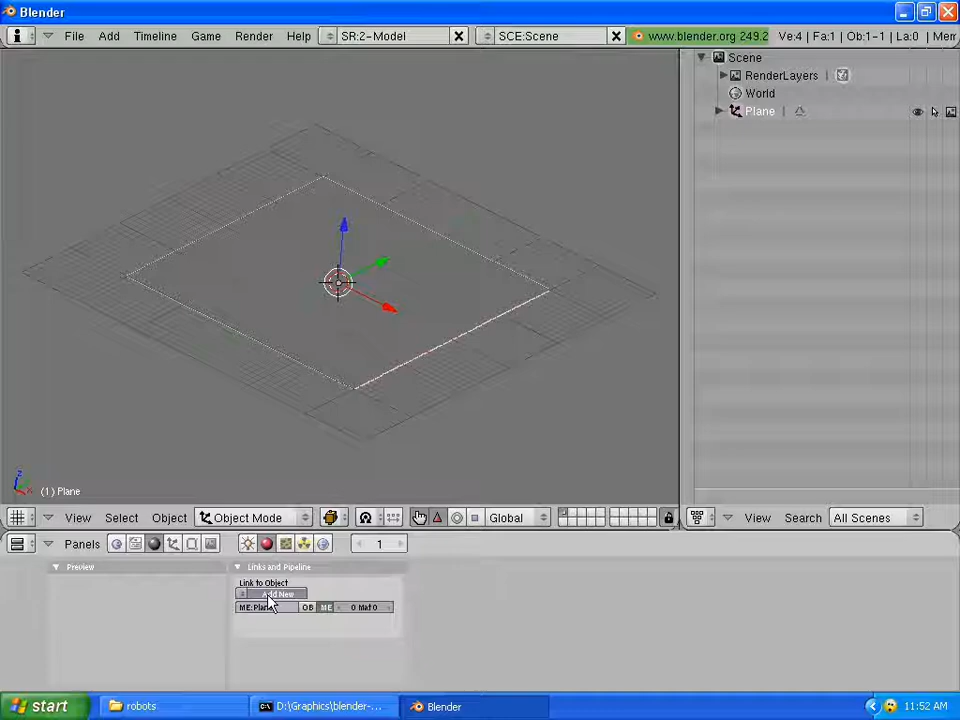 Blender
File Add Timeline Game Render Help SR:2-Model SCE:Scene www.blender.org 249.2 Ve:4 | Fa:1 | Ob:1-1 | La:0 | Mem
Scene
RenderLayers
World
Plane
(1) Plane
View Select Object Object Mode Global
View Search All Scenes
Panels 1
Preview
Links and Pipeline
Link to Object
Add New
ME:Plane OB ME 0 Mat 0
start robots D:\Graphics\blender-... Blender 11:52 AM